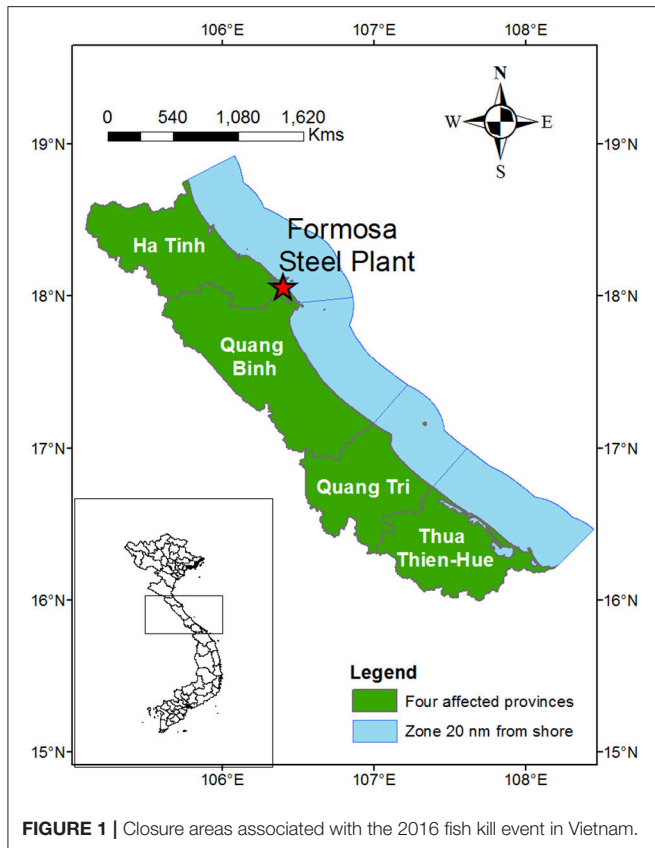 106°E 107°E 108°E
N
W E
S
0 540 1,080 1,620
Kms
19°N 19°N
Formosa
Steel Plant
Ha Tinh
18°N 18°N
Quang
Binh
17°N 17°N
Quang Tri
Thua
Thien-Hue
16°N 16°N
Legend
Four affected provinces
Zone 20 nm from shore
15°N 15°N
106°E 107°E 108°E
FIGURE 1 | Closure areas associated with the 2016 fish kill event in Vietnam.